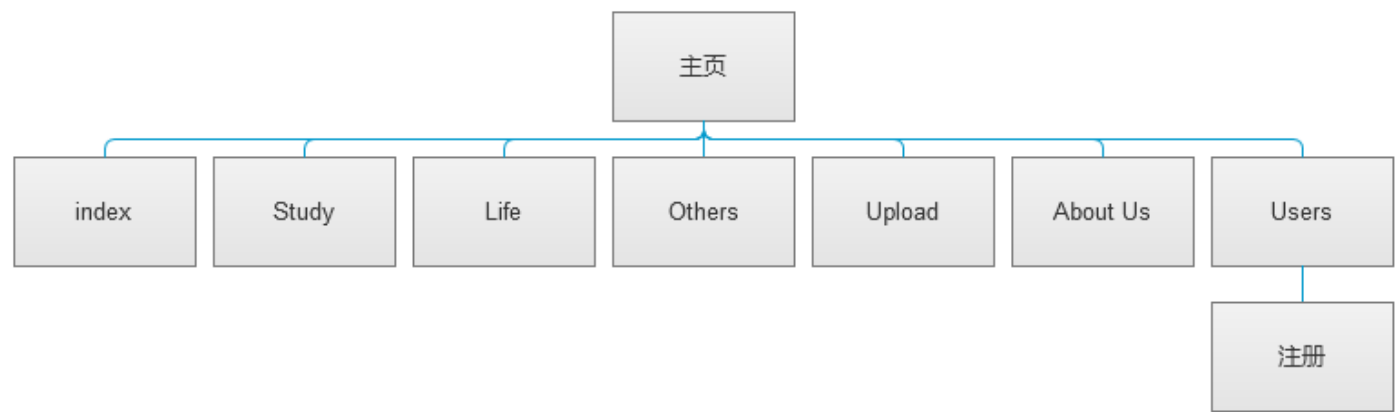 主页
index
Study
Life
Others
Upload
About Us
Users
注册